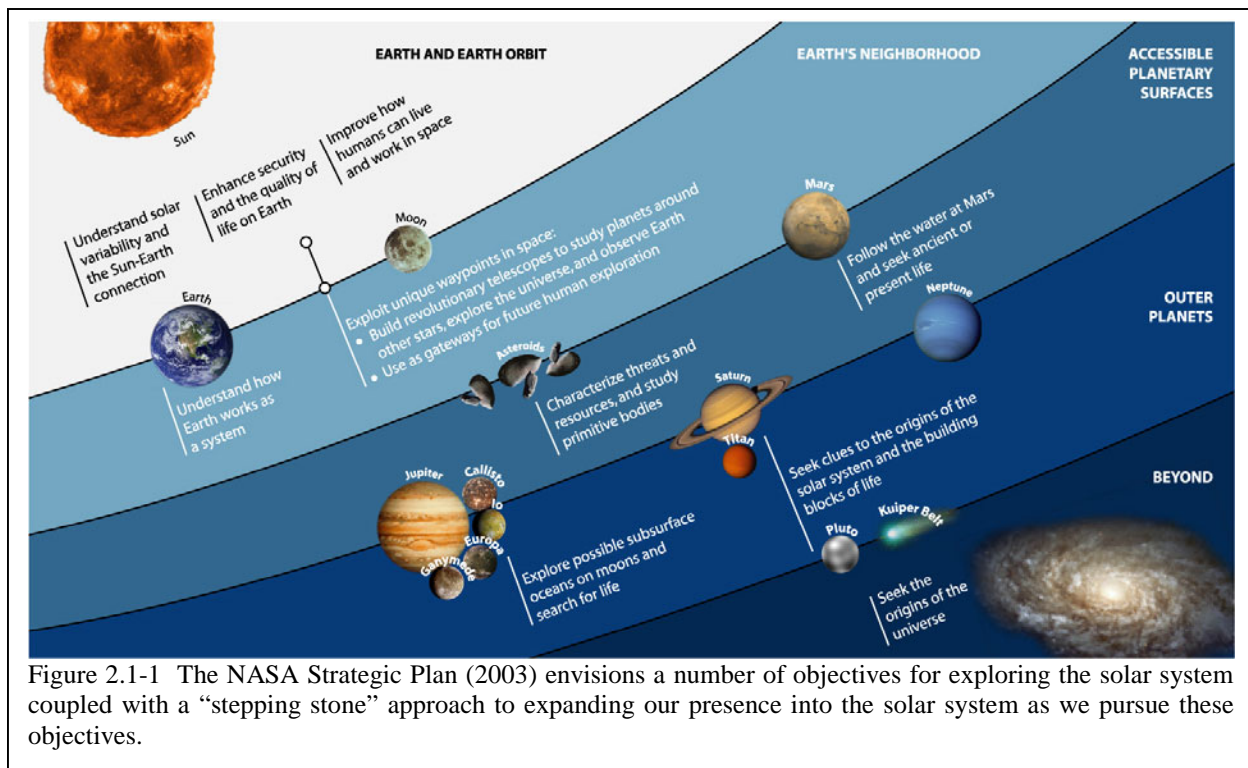 EARTH AND EARTH ORBIT
EARTH'S NEIGHBORHOOD
ACCESSIBLE
PLANETARY
SURFACES
Sun
Understand solar
variability and
the Sun-Earth
connection
Enhance security
and the quality of
life on Earth
Improve how
humans can live
and work in space
Moon
Earth
Understand how
Earth works as
a system
Exploit unique waypoints in space:
• Build revolutionary telescopes to study planets around
other stars, explore the universe, and observe Earth
• Use as gateways for future human exploration
Mars
Follow the water at Mars
and seek ancient or
present life
Asteroids
Characterize threats and
resources, and study
primitive bodies
Neptune
OUTER
PLANETS
Saturn
Titan
Seek clues to the origins of the
solar system and the building
blocks of life
Jupiter
Callisto
Io
Europa
Ganymede
Explore possible subsurface
oceans on moons and
search for life
Pluto
Kuiper Belt
BEYOND
Seek the
origins of the
universe
Figure 2.1-1 The NASA Strategic Plan (2003) envisions a number of objectives for exploring the solar system
coupled with a “stepping stone” approach to expanding our presence into the solar system as we pursue these
objectives.